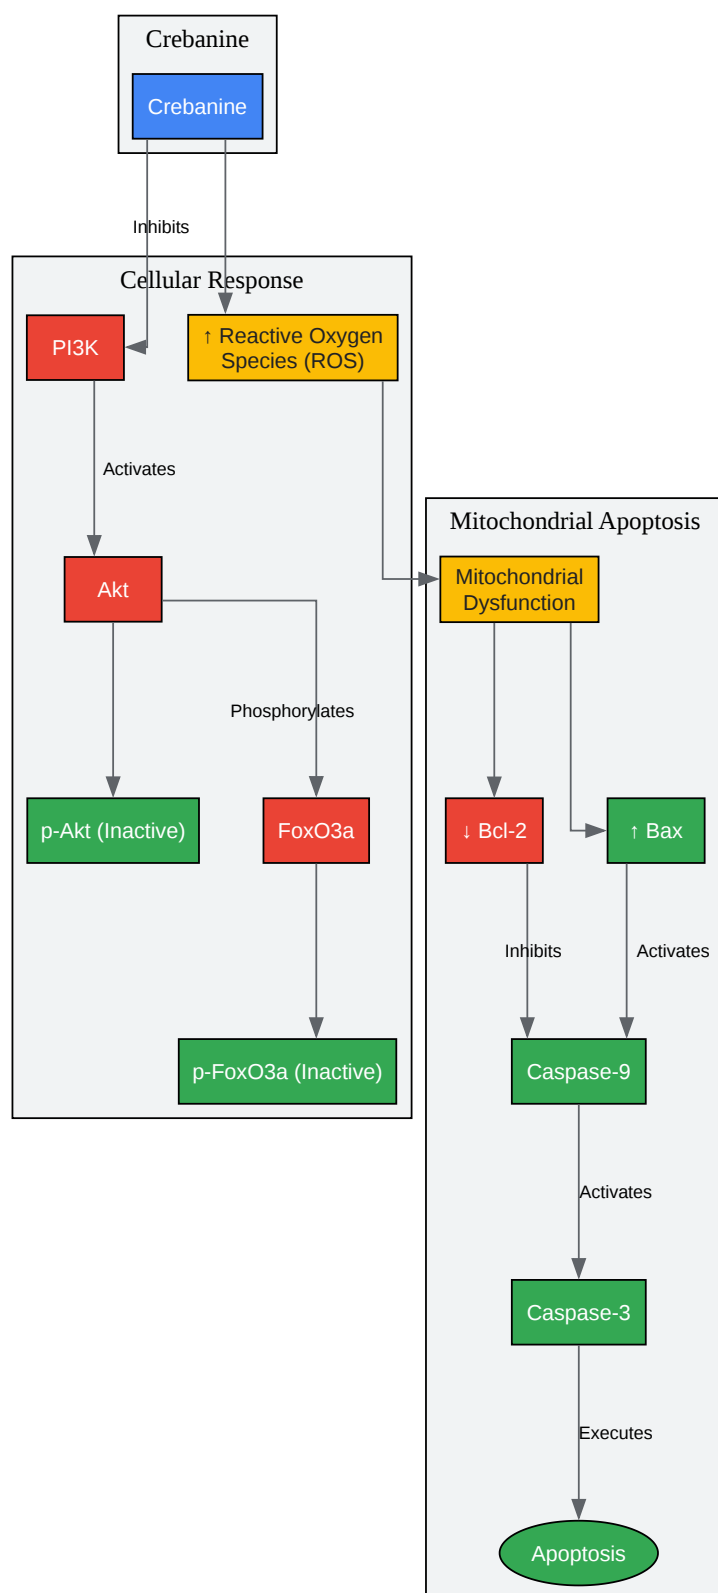 Crebanine
Crebanine
Inhibits
Cellular Response
PI3K
↑ Reactive Oxygen
Species (ROS)
Activates
Mitochondrial Apoptosis
Akt
Mitochondrial
Dysfunction
Phosphorylates
p-Akt (Inactive)
FoxO3a
↓ Bcl-2
↑ Bax
Inhibits
Activates
p-FoxO3a (Inactive)
Caspase-9
Activates
Caspase-3
Executes
Apoptosis